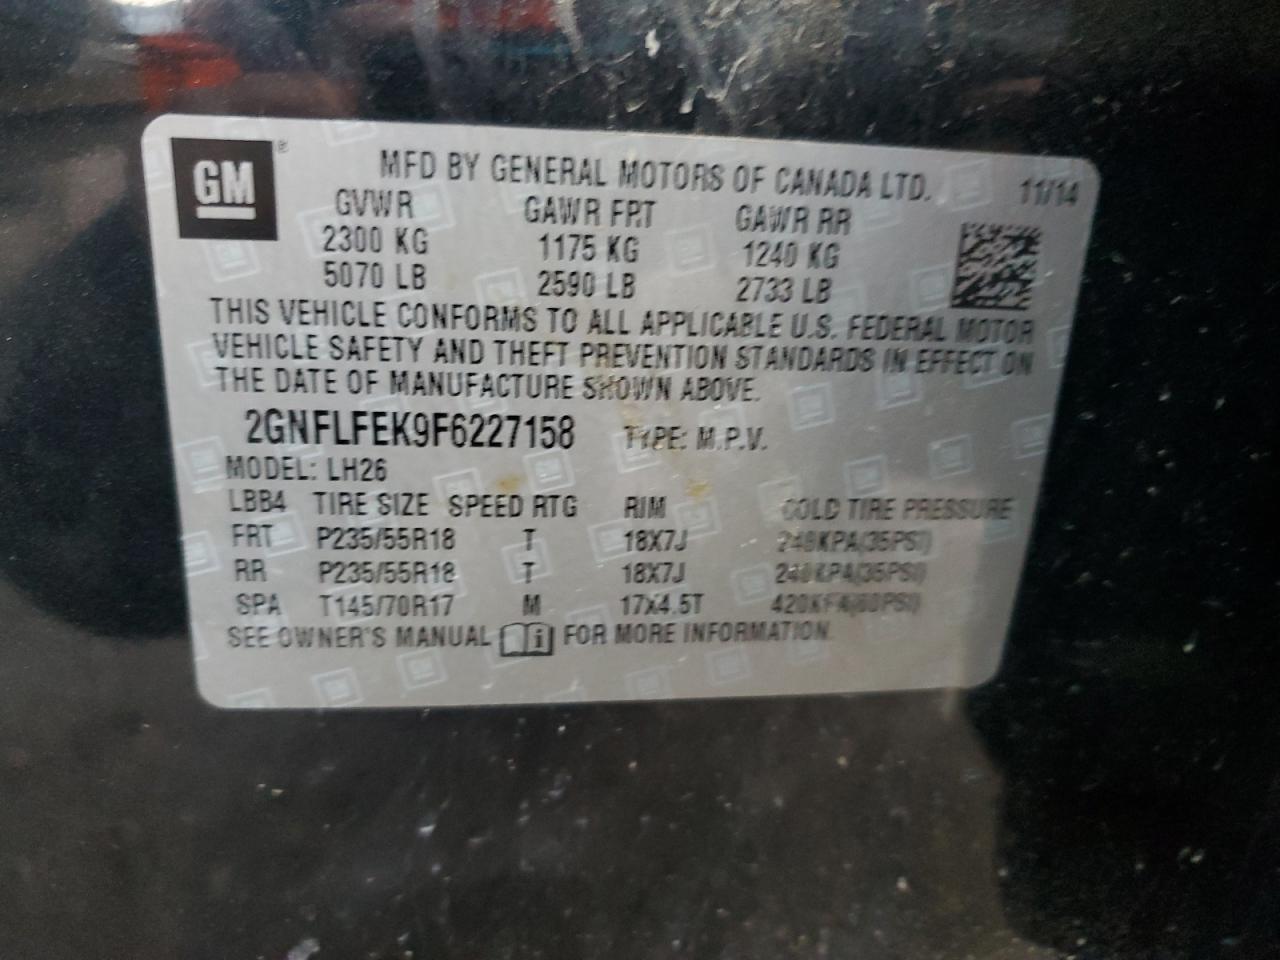 GM ®
MFD BY GENERAL MOTORS OF CANADA LTD. 11/14
GVWR GAWR FRT GAWR RR
2300 KG 1175 KG 1240 KG
5070 LB 2590 LB 2733 LB
THIS VEHICLE CONFORMS TO ALL APPLICABLE U.S. FEDERAL MOTOR
VEHICLE SAFETY AND THEFT PREVENTION STANDARDS IN EFFECT ON
THE DATE OF MANUFACTURE SHOWN ABOVE.
2GNFLFEK9F6227158 TYPE: M.P.V.
MODEL: LH26
LBB4 TIRE SIZE SPEED RTG RIM COLD TIRE PRESSURE
FRT P235/55R18 T 18X7J 240KPA(35PSI)
RR P235/55R18 T 18X7J 240KPA(35PSI)
SPA T145/70R17 M 17X4.5T 420KPA(60PSI)
SEE OWNER'S MANUAL FOR MORE INFORMATION.